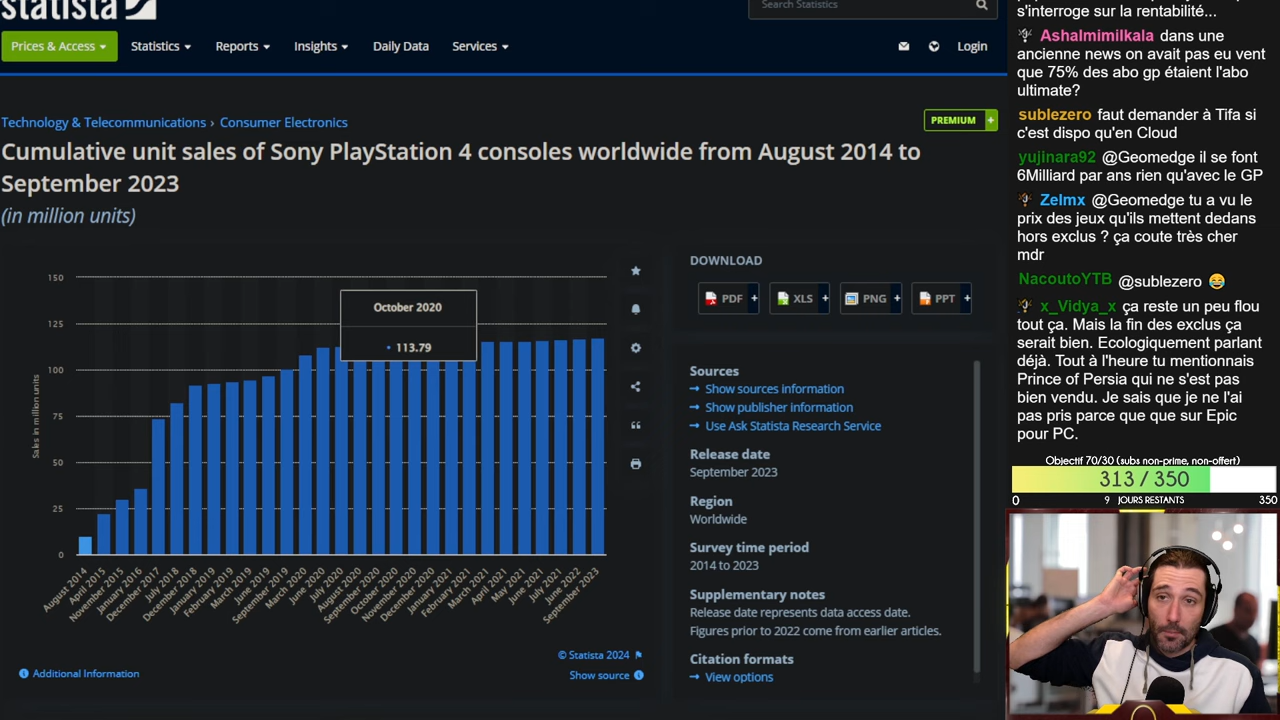 statista
Search Statistics
Prices & Access
Statistics
Reports
Insights
Daily Data
Services
Login
Technology & Telecommunications › Consumer Electronics
PREMIUM +
Cumulative unit sales of Sony PlayStation 4 consoles worldwide from August 2014 to
September 2023
(in million units)
Sales in million units
150
125
100
75
50
25
0
October 2020
• 113.79
August 2014
April 2015
November 2015
January 2016
December 2017
July 2018
December 2018
January 2019
February 2019
March 2019
June 2019
September 2019
March 2020
June 2020
July 2020
August 2020
September 2020
October 2020
November 2020
December 2020
January 2021
February 2021
March 2021
April 2021
May 2021
June 2021
July 2021
June 2022
September 2023
© Statista 2024
Additional Information
Show source
DOWNLOAD
PDF +
XLS +
PNG +
PPT +
Sources
→ Show sources information
→ Show publisher information
→ Use Ask Statista Research Service
Release date
September 2023
Region
Worldwide
Survey time period
2014 to 2023
Supplementary notes
Release date represents data access date.
Figures prior to 2022 come from earlier articles.
Citation formats
→ View options
s'interroge sur la rentabilité...
Ashalmimilkala dans une
ancienne news on avait pas eu vent
que 75% des abo gp étaient l'abo
ultimate?
sublezero faut demander à Tifa si
c'est dispo qu'en Cloud
yujinara92 @Geomedge il se font
6Milliard par ans rien qu'avec le GP
Zelmx @Geomedge tu a vu le
prix des jeux qu'ils mettent dedans
hors exclus ? ça coute très cher
mdr
NacoutoYTB @sublezero 😂
x_Vidya_x ça reste un peu flou
tout ça. Mais la fin des exclus ça
serait bien. Ecologiquement parlant
déjà. Tout à l'heure tu mentionnais
Prince of Persia qui ne s'est pas
bien vendu. Je sais que je ne l'ai
pas pris parce que que sur Epic
pour PC.
Objectif 70/30 (subs non-prime, non-offert)
313 / 350
0
9 JOURS RESTANTS
350